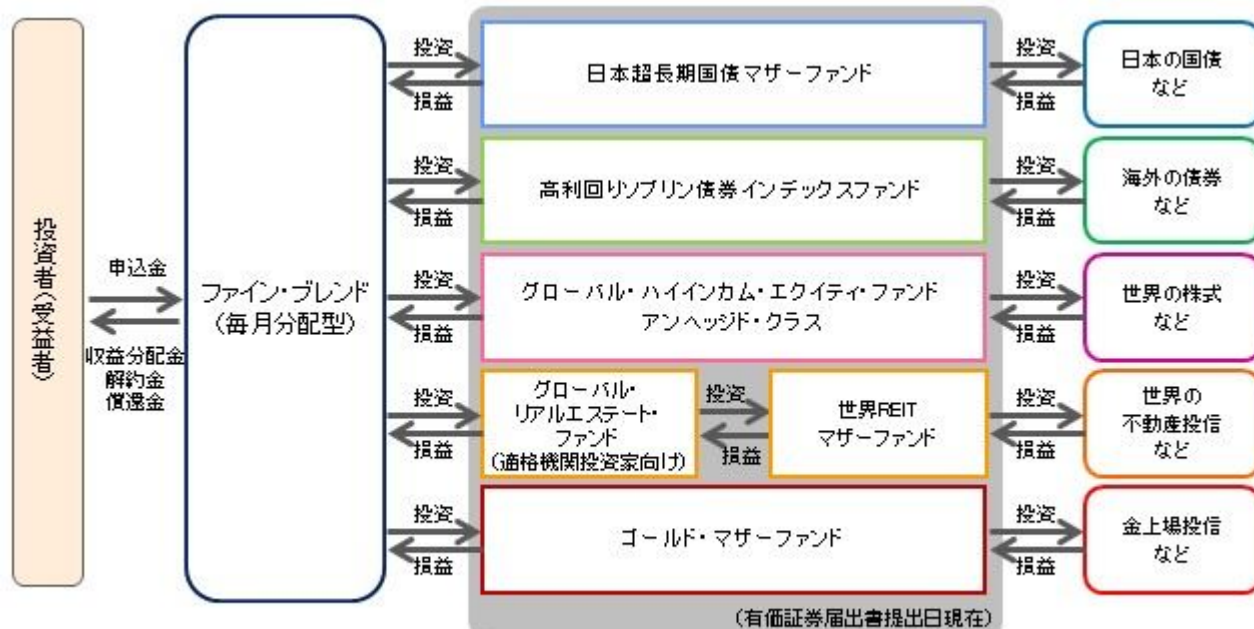 投資者(受益者)
申込金
収益分配金
解約金
償還金
ファイン・ブレンド
(毎月分配型)
投資
損益
日本超長期国債マザーファンド
投資
損益
日本の国債
など
投資
損益
高利回りソブリン債券インデックスファンド
投資
損益
海外の債券
など
投資
損益
グローバル・ハイインカム・エクイティ・ファンド
アンヘッジド・クラス
投資
損益
世界の株式
など
投資
損益
グローバル・
リアルエステート・
ファンド
(適格機関投資家向け)
投資
損益
世界REIT
マザーファンド
投資
損益
世界の
不動産投信
など
投資
損益
ゴールド・マザーファンド
投資
損益
金上場投信
など
(有価証券届出書提出日現在)